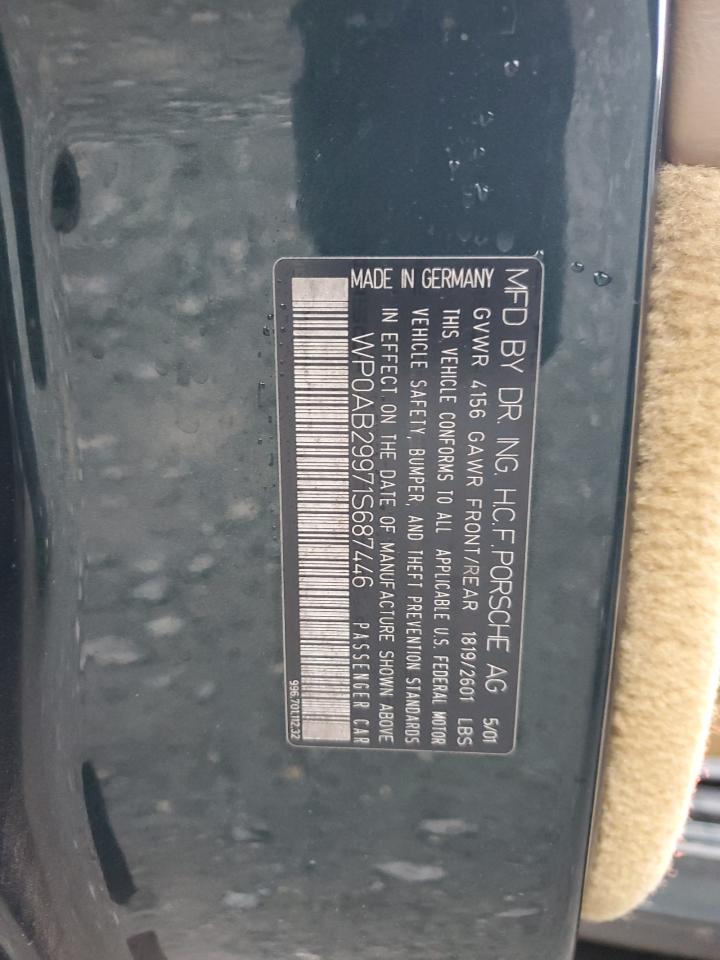 MFD BY DR. ING. H.C.F. PORSCHE AG 5/01
GVWR 4156 GAWR FRONT/REAR 1819/2601 LBS
THIS VEHICLE CONFORMS TO ALL APPLICABLE U.S. FEDERAL MOTOR
VEHICLE SAFETY, BUMPER, AND THEFT PREVENTION STANDARDS
IN EFFECT ON THE DATE OF MANUFACTURE SHOWN ABOVE
MADE IN GERMANY
WP0AB29971S687446 PASSENGER CAR
996.701.112.32